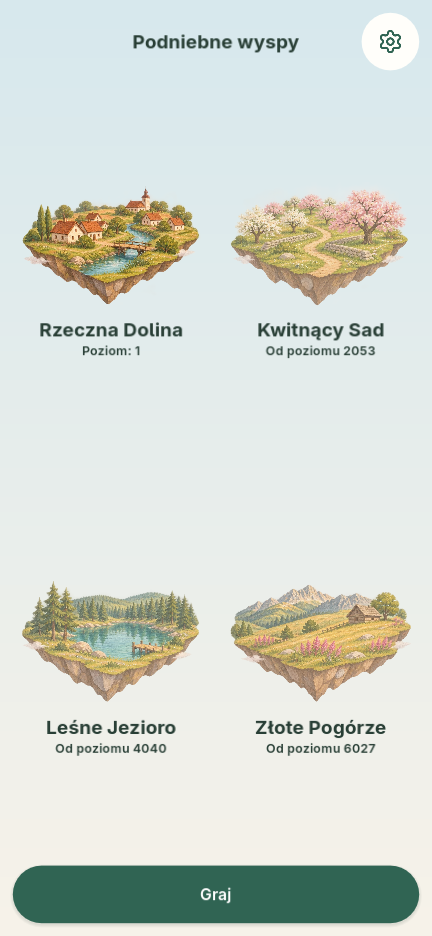 Podniebne wyspy
Rzeczna Dolina
Poziom: 1
Kwitnący Sad
Od poziomu 2053
Leśne Jezioro
Od poziomu 4040
Złote Pogórze
Od poziomu 6027
Graj